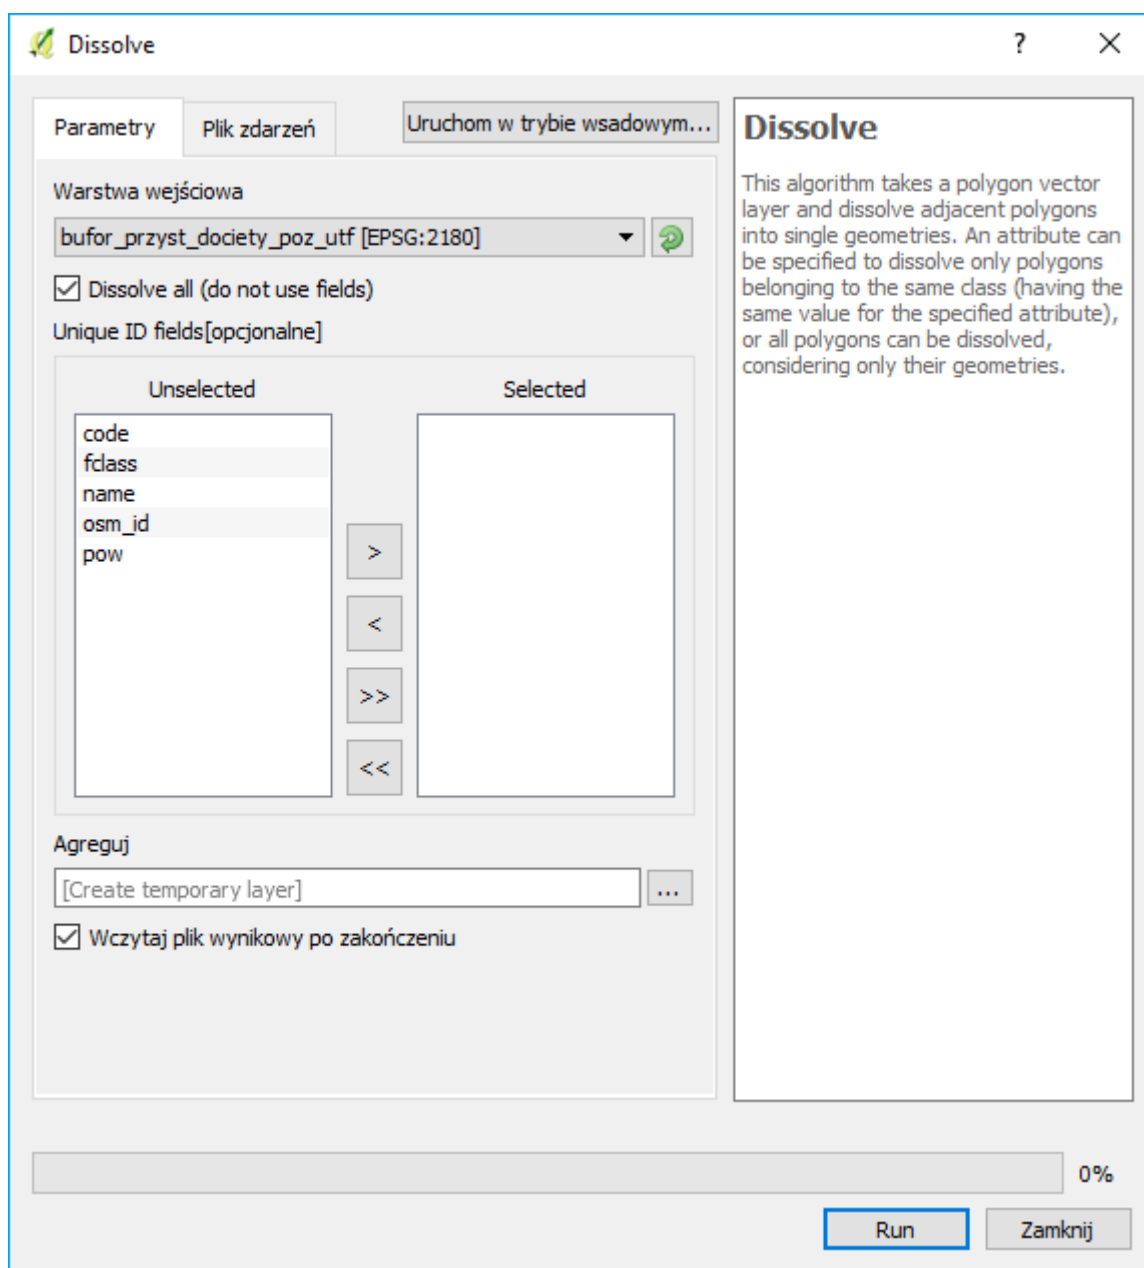 Dissolve
?
Parametry
Plik zdarzeń
Uruchom w trybie wsadowym...
Warstwa wejściowa
bufor_przyst_dociety_poz_utf [EPSG:2180]
Dissolve all (do not use fields)
Unique ID fields[opcjonalne]
Unselected
Selected
code
fclass
name
osm_id
pow
>
<
>>
<<
Agreguj
[Create temporary layer]
...
Wczytaj plik wynikowy po zakończeniu
Dissolve
This algorithm takes a polygon vector
layer and dissolve adjacent polygons
into single geometries. An attribute can
be specified to dissolve only polygons
belonging to the same class (having the
same value for the specified attribute),
or all polygons can be dissolved,
considering only their geometries.
0%
Run
Zamknij